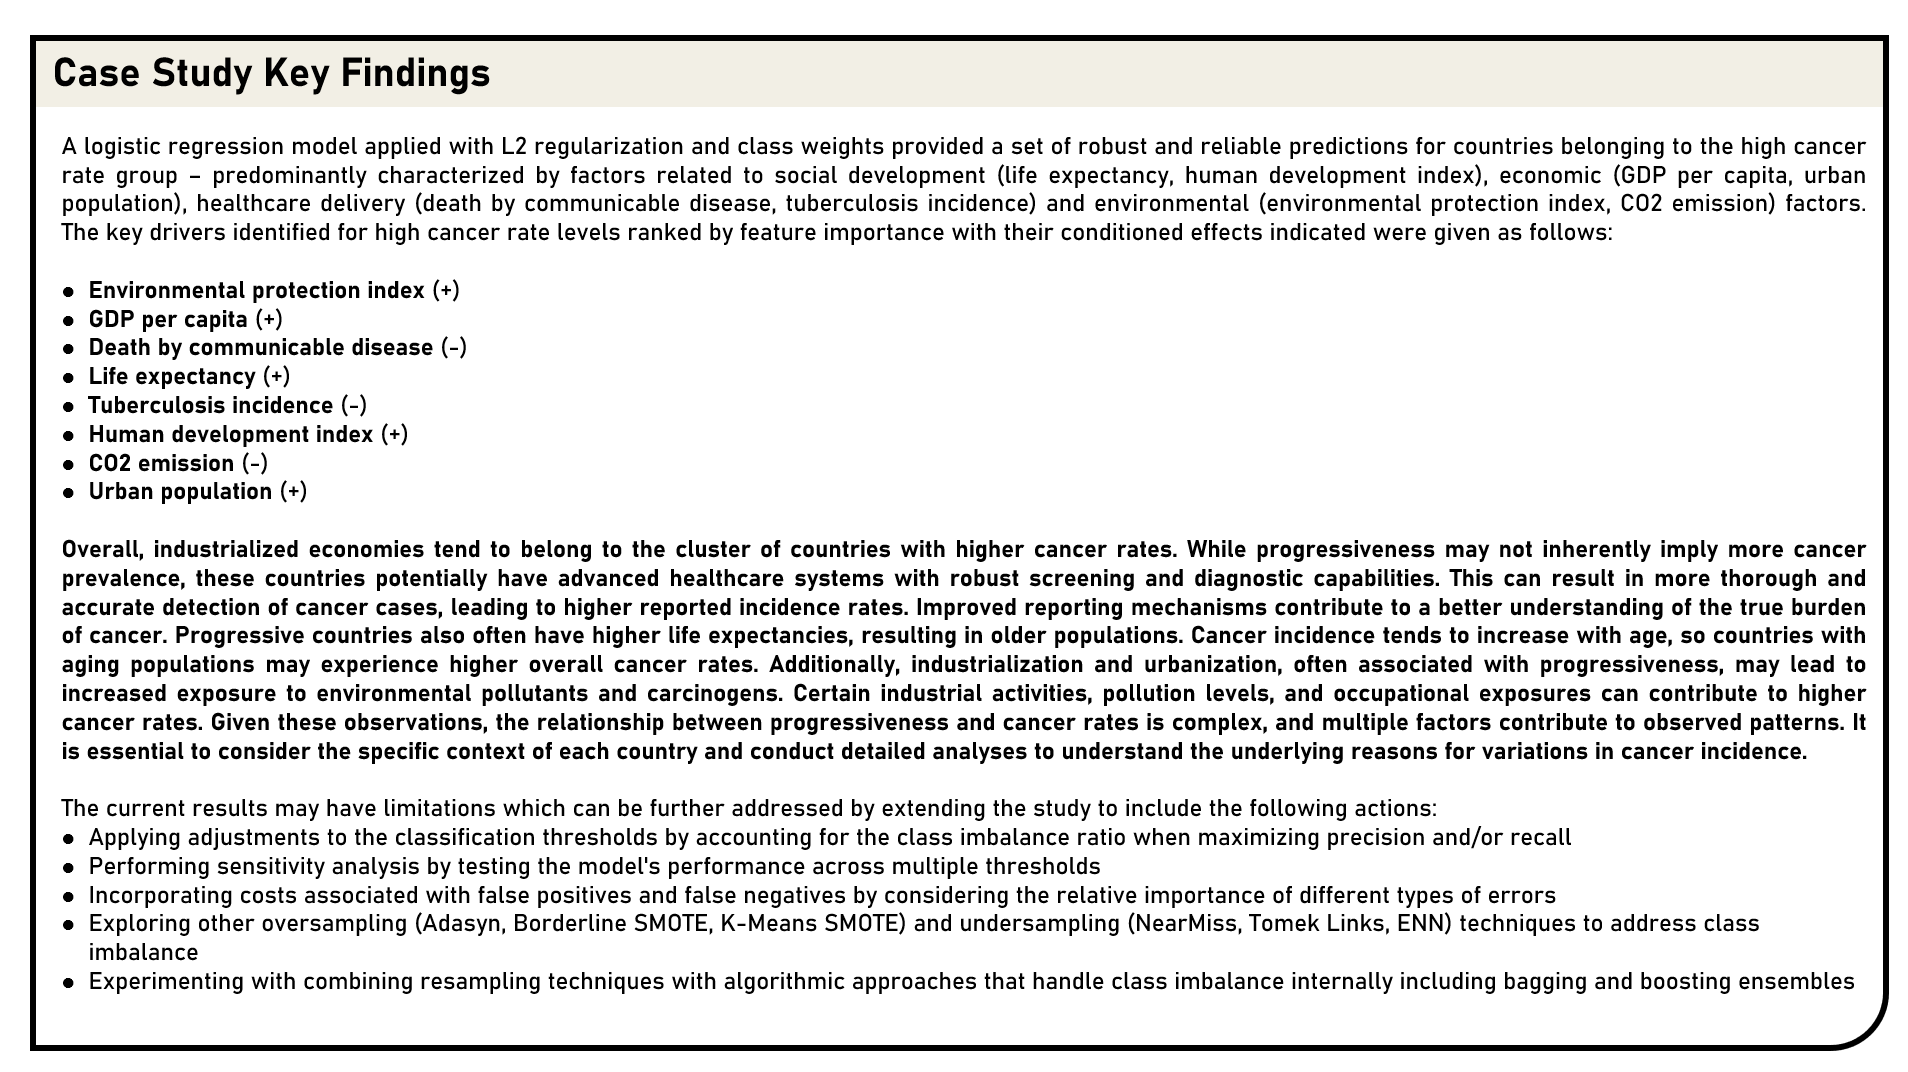 Case Study Key Findings
A logistic regression model applied with L2 regularization and class weights provided a set of robust and reliable predictions for countries belonging to the high cancer
rate group – predominantly characterized by factors related to social development (life expectancy, human development index), economic (GDP per capita, urban
population), healthcare delivery (death by communicable disease, tuberculosis incidence) and environmental (environmental protection index, CO2 emission) factors.
The key drivers identified for high cancer rate levels ranked by feature importance with their conditioned effects indicated were given as follows:
● Environmental protection index (+)
● GDP per capita (+)
● Death by communicable disease (-)
● Life expectancy (+)
● Tuberculosis incidence (-)
● Human development index (+)
● CO2 emission (-)
● Urban population (+)
Overall, industrialized economies tend to belong to the cluster of countries with higher cancer rates. While progressiveness may not inherently imply more cancer
prevalence, these countries potentially have advanced healthcare systems with robust screening and diagnostic capabilities. This can result in more thorough and
accurate detection of cancer cases, leading to higher reported incidence rates. Improved reporting mechanisms contribute to a better understanding of the true burden
of cancer. Progressive countries also often have higher life expectancies, resulting in older populations. Cancer incidence tends to increase with age, so countries with
aging populations may experience higher overall cancer rates. Additionally, industrialization and urbanization, often associated with progressiveness, may lead to
increased exposure to environmental pollutants and carcinogens. Certain industrial activities, pollution levels, and occupational exposures can contribute to higher
cancer rates. Given these observations, the relationship between progressiveness and cancer rates is complex, and multiple factors contribute to observed patterns. It
is essential to consider the specific context of each country and conduct detailed analyses to understand the underlying reasons for variations in cancer incidence.
The current results may have limitations which can be further addressed by extending the study to include the following actions:
● Applying adjustments to the classification thresholds by accounting for the class imbalance ratio when maximizing precision and/or recall
● Performing sensitivity analysis by testing the model's performance across multiple thresholds
● Incorporating costs associated with false positives and false negatives by considering the relative importance of different types of errors
● Exploring other oversampling (Adasyn, Borderline SMOTE, K-Means SMOTE) and undersampling (NearMiss, Tomek Links, ENN) techniques to address class
imbalance
● Experimenting with combining resampling techniques with algorithmic approaches that handle class imbalance internally including bagging and boosting ensembles